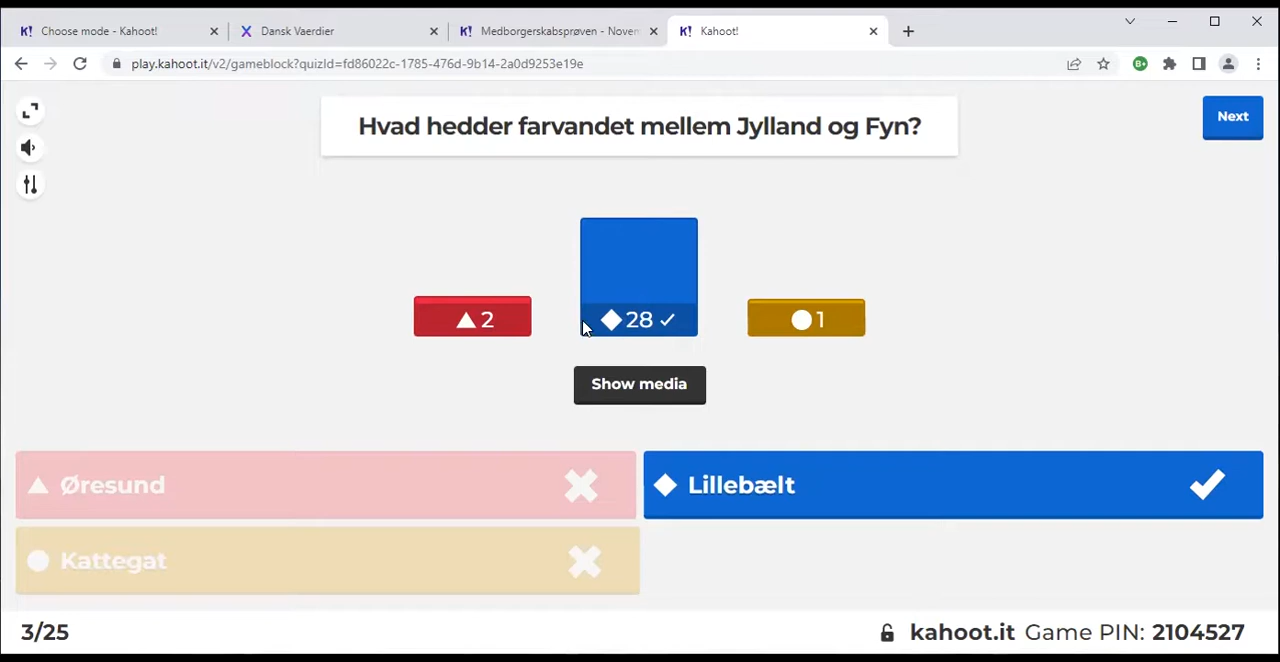 K! Choose mode - Kahoot!
Dansk Vaerdier
K! Medborgerskabsprøven - Noven
K! Kahoot!
play.kahoot.it/v2/gameblock?quizId=fd86022c-1785-476d-9b14-2a0d9253e19e
B+
Hvad hedder farvandet mellem Jylland og Fyn?
Next
2
28
1
Show media
Øresund
Lillebælt
Kattegat
3/25
kahoot.it Game PIN: 2104527